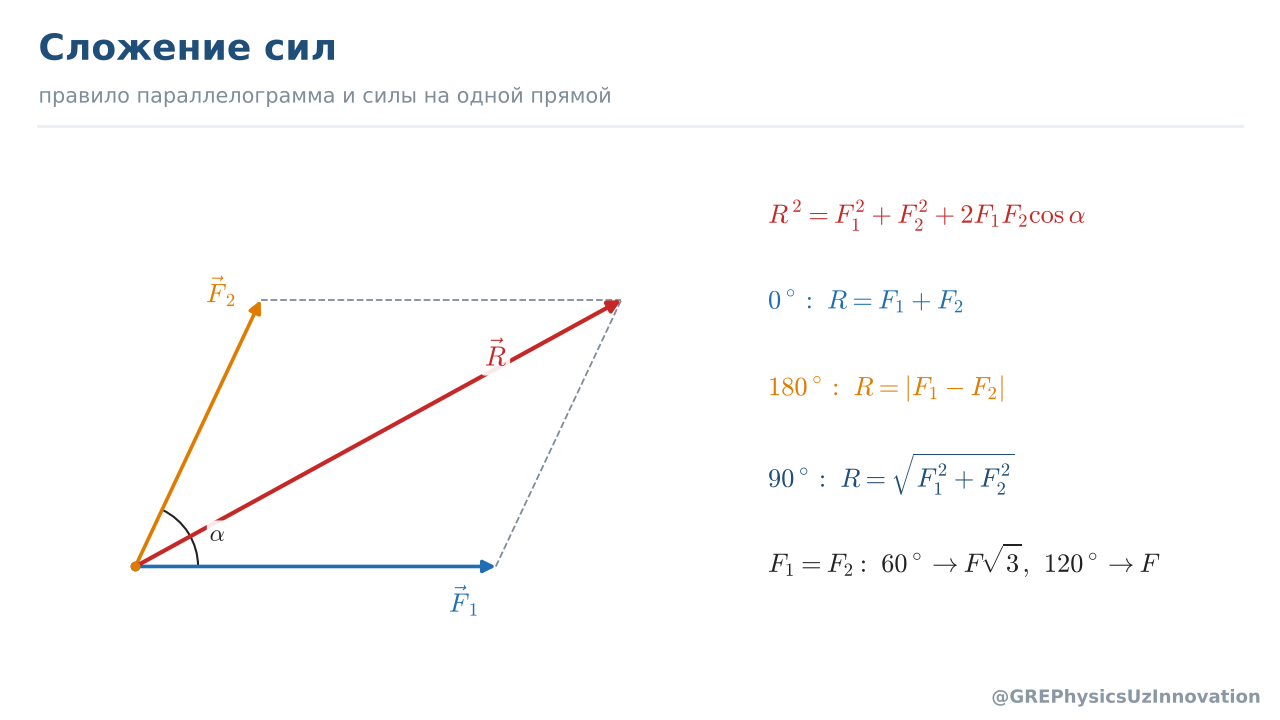 Сложение сил
правило параллелограмма и силы на одной прямой
R² = F₁² + F₂² + 2F₁F₂cos α
0° : R = F₁ + F₂
180° : R = |F₁ − F₂|
90° : R = √(F₁² + F₂²)
F₁ = F₂ : 60° → F√3, 120° → F
F⃗₂
R⃗
α
F⃗₁
@GREPhysicsUzInnovation